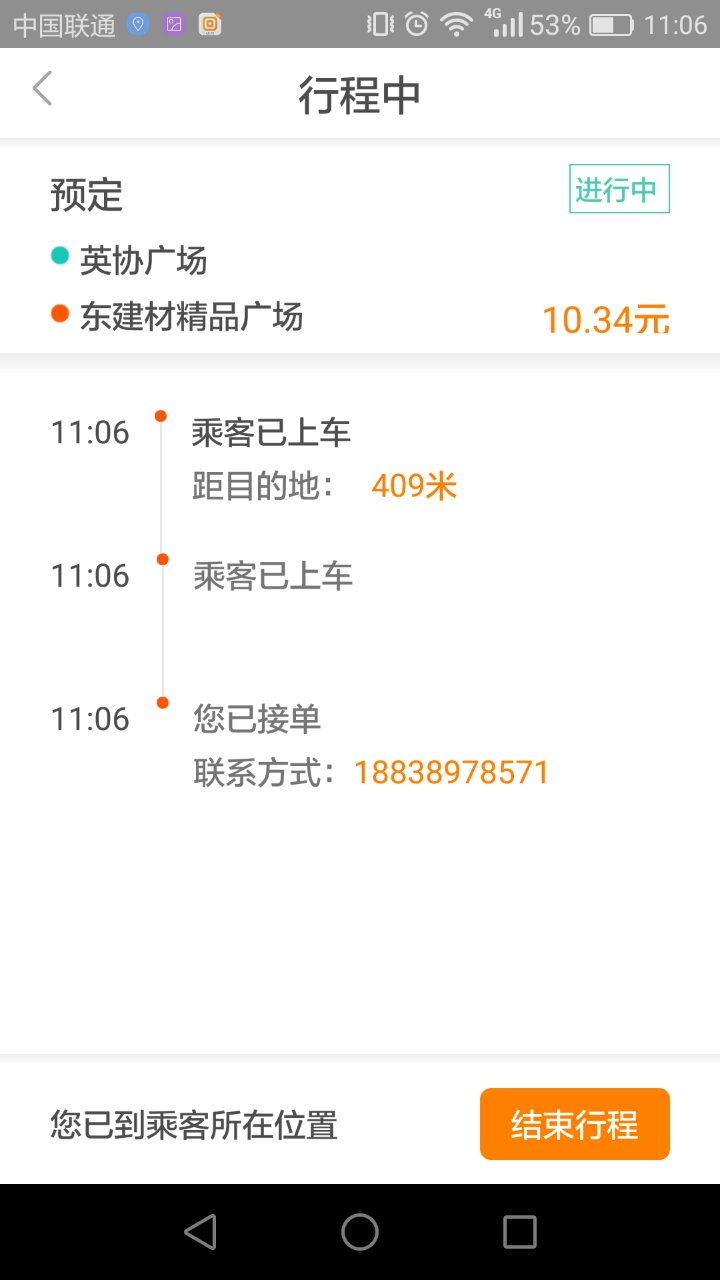 中国联通 4G 53% 11:06
行程中
预定 进行中
英协广场
东建材精品广场 10.34元
11:06 乘客已上车
距目的地： 409米
11:06 乘客已上车
11:06 您已接单
联系方式：18838978571
您已到乘客所在位置 结束行程